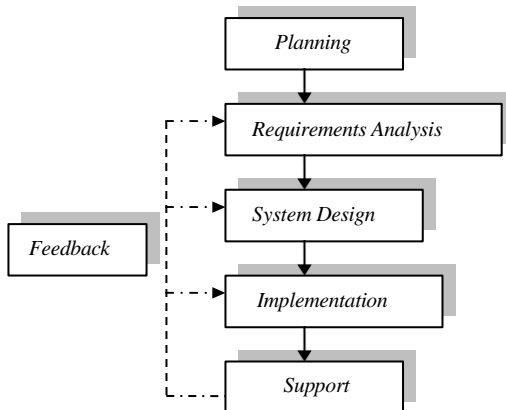 Planning
Requirements Analysis
System Design
Feedback
Implementation
Support